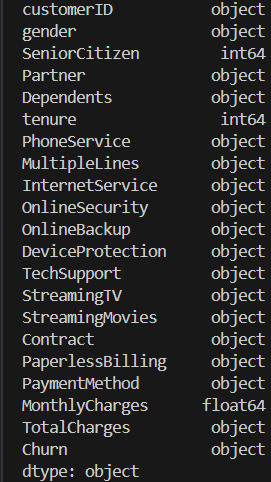 customerID object
gender object
SeniorCitizen int64
Partner object
Dependents object
tenure int64
PhoneService object
MultipleLines object
InternetService object
OnlineSecurity object
OnlineBackup object
DeviceProtection object
TechSupport object
StreamingTV object
StreamingMovies object
Contract object
PaperlessBilling object
PaymentMethod object
MonthlyCharges float64
TotalCharges object
Churn object
dtype: object